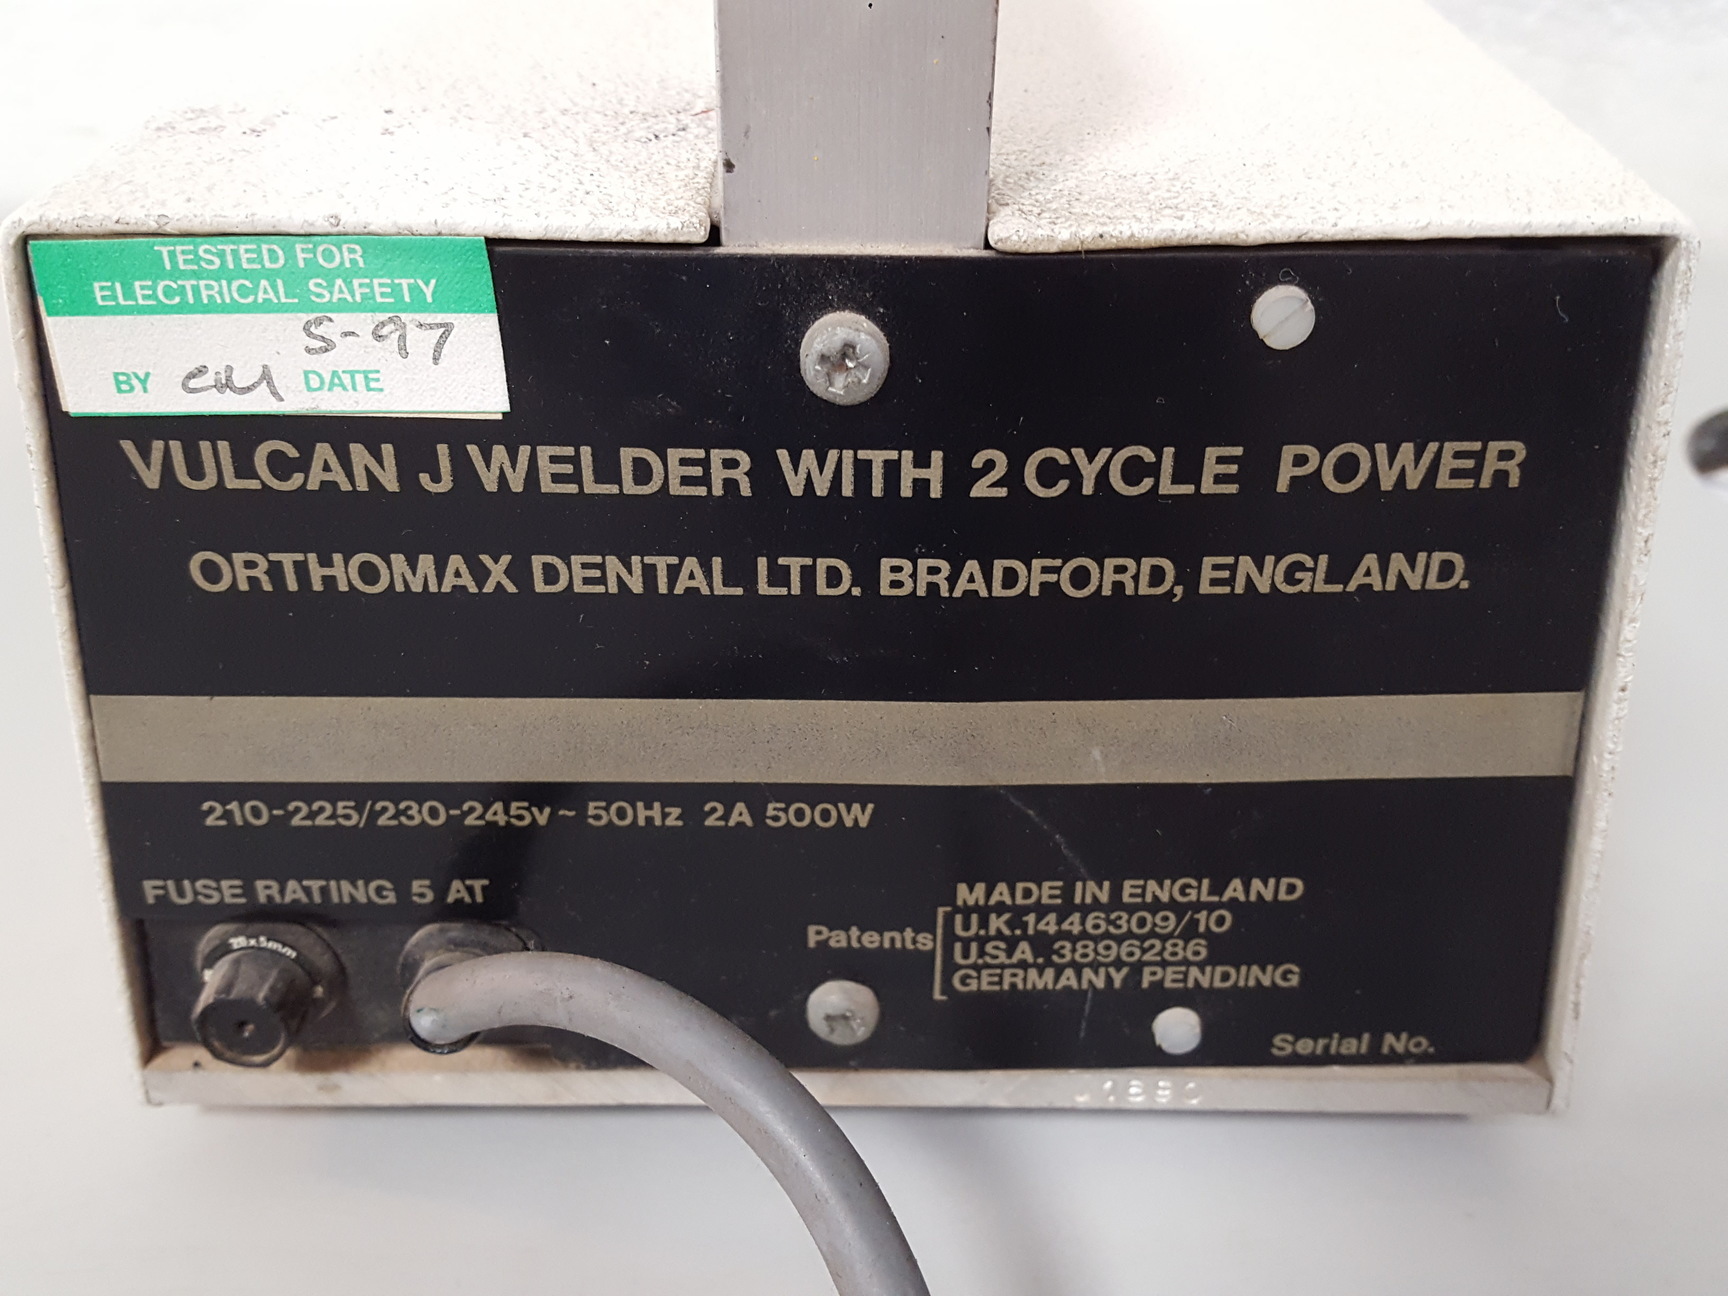 TESTED FOR
ELECTRICAL SAFETY
5-97
BY DATE
VULCAN J WELDER WITH 2 CYCLE POWER
ORTHOMAX DENTAL LTD. BRADFORD, ENGLAND.
210-225/230-245v ~ 50Hz 2A 500W
FUSE RATING 5 AT
20x5mm
MADE IN ENGLAND
Patents
U.K.1446309/10
U.S.A. 3896286
GERMANY PENDING
Serial No.